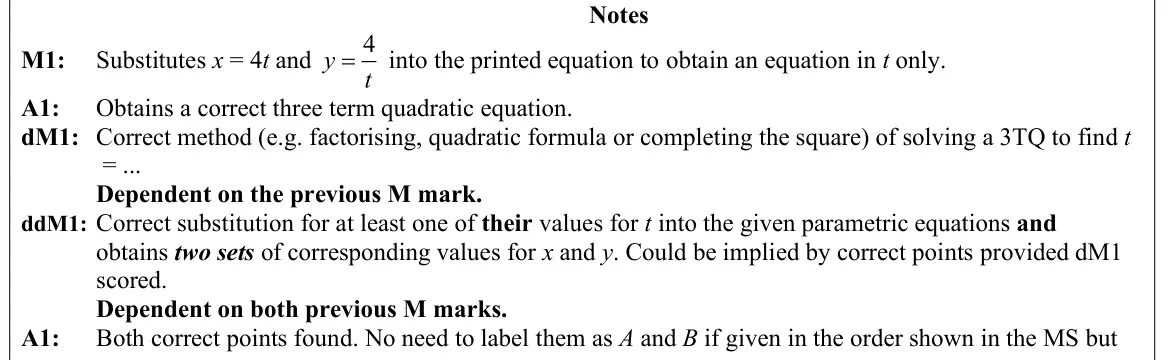 Notes
M1: Substitutes x = 4t and y = 4/t into the printed equation to obtain an equation in t only.
A1: Obtains a correct three term quadratic equation.
dM1: Correct method (e.g. factorising, quadratic formula or completing the square) of solving a 3TQ to find t
= ...
Dependent on the previous M mark.
ddM1: Correct substitution for at least one of their values for t into the given parametric equations and
obtains two sets of corresponding values for x and y. Could be implied by correct points provided dM1
scored.
Dependent on both previous M marks.
A1: Both correct points found. No need to label them as A and B if given in the order shown in the MS but